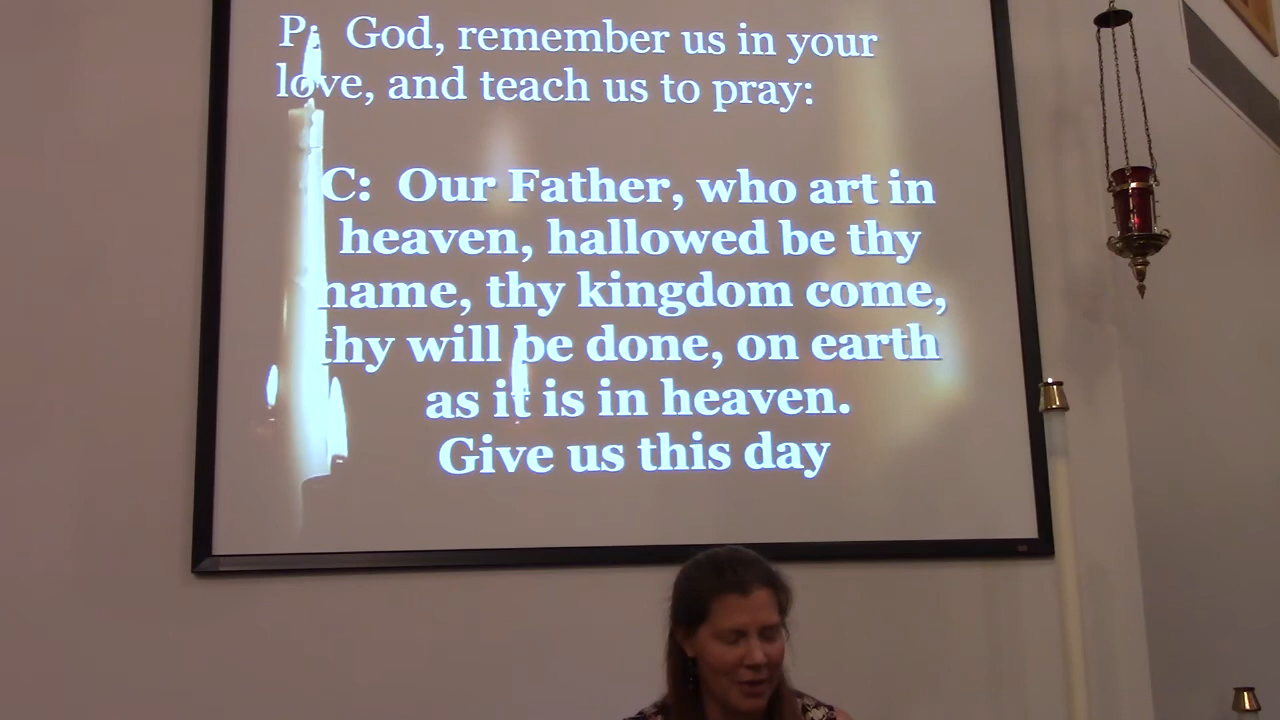 P: God, remember us in your
love, and teach us to pray:
C: Our Father, who art in
heaven, hallowed be thy
name, thy kingdom come,
thy will be done, on earth
as it is in heaven.
Give us this day